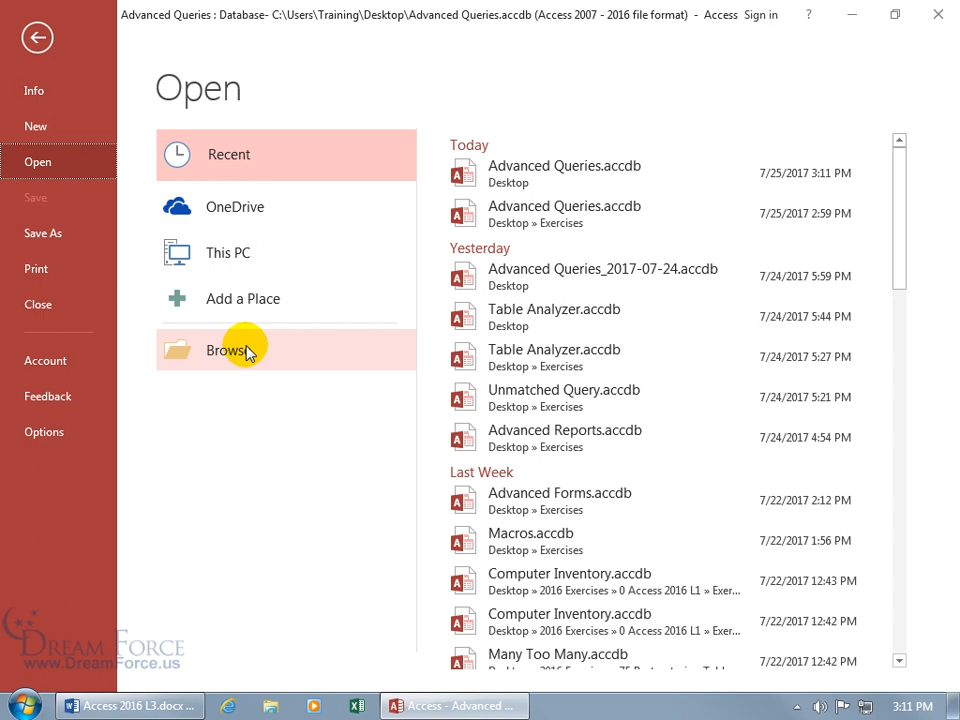 Advanced Queries : Database- C:\Users\Training\Desktop\Advanced Queries.accdb (Access 2007 - 2016 file format) - Access Sign in ?
Info
New
Open
Save
Save As
Print
Close
Account
Feedback
Options
Open
Recent
OneDrive
This PC
Add a Place
Browse
Today
Advanced Queries.accdb 7/25/2017 3:11 PM
Desktop
Advanced Queries.accdb 7/25/2017 2:59 PM
Desktop » Exercises
Yesterday
Advanced Queries_2017-07-24.accdb 7/24/2017 5:59 PM
Desktop
Table Analyzer.accdb 7/24/2017 5:44 PM
Desktop
Table Analyzer.accdb 7/24/2017 5:27 PM
Desktop » Exercises
Unmatched Query.accdb 7/24/2017 5:21 PM
Desktop » Exercises
Advanced Reports.accdb 7/24/2017 4:54 PM
Desktop » Exercises
Last Week
Advanced Forms.accdb 7/22/2017 2:12 PM
Desktop » Exercises
Macros.accdb 7/22/2017 1:56 PM
Desktop » Exercises
Computer Inventory.accdb 7/22/2017 12:43 PM
Desktop » 2016 Exercises » 0 Access 2016 L1 » Exer...
Computer Inventory.accdb 7/22/2017 12:42 PM
Desktop » 2016 Exercises » 0 Access 2016 L1 » Exer...
Many Too Many.accdb 7/22/2017 12:42 PM
DREAM FORCE
www.DreamForce.us
Access 2016 L3.docx ...
Access - Advanced ...
3:11 PM